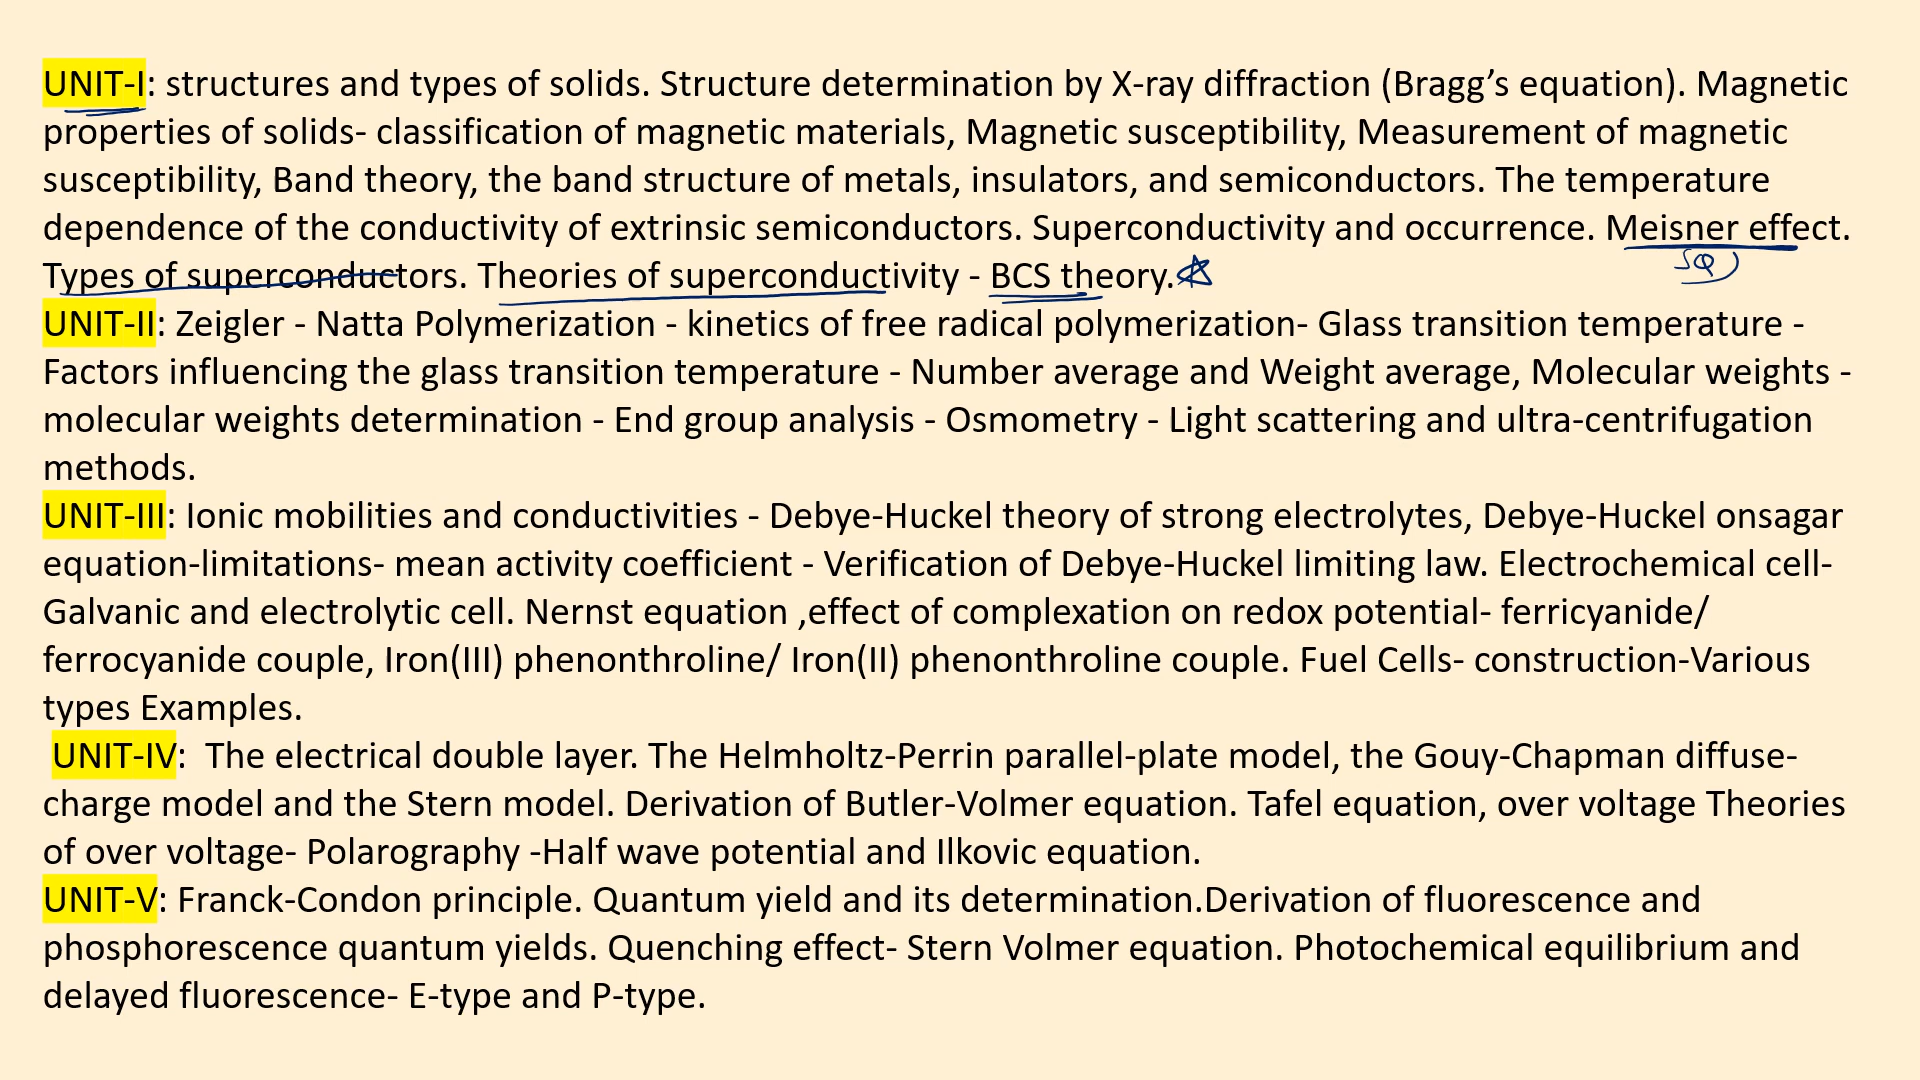 UNIT-I: structures and types of solids. Structure determination by X-ray diffraction (Bragg’s equation). Magnetic
properties of solids- classification of magnetic materials, Magnetic susceptibility, Measurement of magnetic
susceptibility, Band theory, the band structure of metals, insulators, and semiconductors. The temperature
dependence of the conductivity of extrinsic semiconductors. Superconductivity and occurrence. Meisner effect.
Types of superconductors. Theories of superconductivity - BCS theory.
SQ
UNIT-II: Zeigler - Natta Polymerization - kinetics of free radical polymerization- Glass transition temperature -
Factors influencing the glass transition temperature - Number average and Weight average, Molecular weights -
molecular weights determination - End group analysis - Osmometry - Light scattering and ultra-centrifugation
methods.
UNIT-III: Ionic mobilities and conductivities - Debye-Huckel theory of strong electrolytes, Debye-Huckel onsagar
equation-limitations- mean activity coefficient - Verification of Debye-Huckel limiting law. Electrochemical cell-
Galvanic and electrolytic cell. Nernst equation ,effect of complexation on redox potential- ferricyanide/
ferrocyanide couple, Iron(III) phenonthroline/ Iron(II) phenonthroline couple. Fuel Cells- construction-Various
types Examples.
UNIT-IV:  The electrical double layer. The Helmholtz-Perrin parallel-plate model, the Gouy-Chapman diffuse-
charge model and the Stern model. Derivation of Butler-Volmer equation. Tafel equation, over voltage Theories
of over voltage- Polarography -Half wave potential and Ilkovic equation.
UNIT-V: Franck-Condon principle. Quantum yield and its determination.Derivation of fluorescence and
phosphorescence quantum yields. Quenching effect- Stern Volmer equation. Photochemical equilibrium and
delayed fluorescence- E-type and P-type.